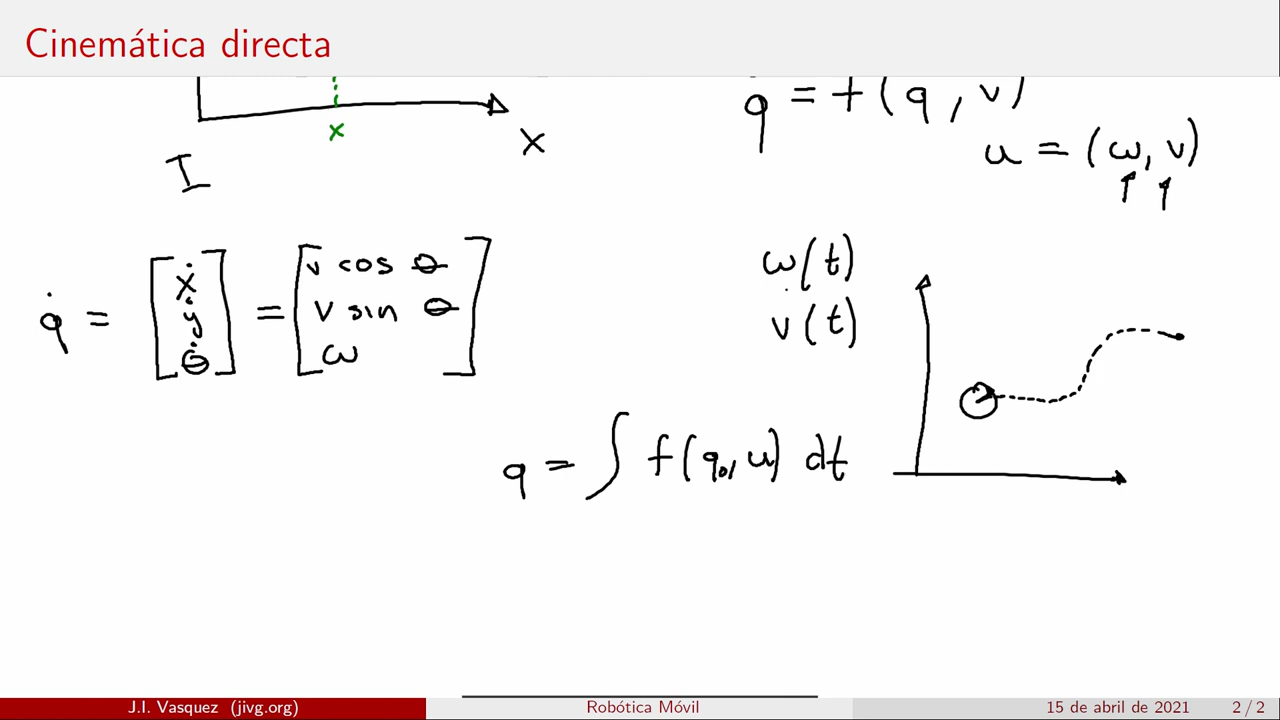 Cinemática directa
x
X
I
q̇ = f(q, v)
u = (ω, v)
q̇ = [ẋ ẏ θ̇] = [v cos θ
v sin θ
ω]
ω(t)
v(t)
q = ∫ f(q₀, u) dt
J.I. Vasquez (jivg.org)
Robótica Móvil
15 de abril de 2021
2 / 2